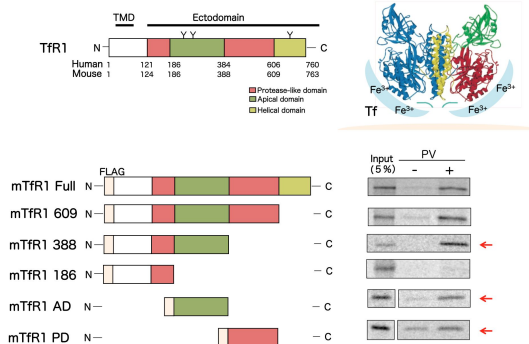 TMD
Ectodomain
Y Y Y
TfR1 N C
Human 1 121 186 384 606 760
Mouse 1 124 186 388 609 763
Protease-like domain
Apical domain
Helical domain
Fe3+ Fe3+
Tf Fe3+ Fe3+
FLAG
Input
(5%)
PV
- +
mTfR1 Full N C
mTfR1 609 N C
mTfR1 388 N C
mTfR1 186 N C
mTfR1 AD N C
mTfR1 PD N C